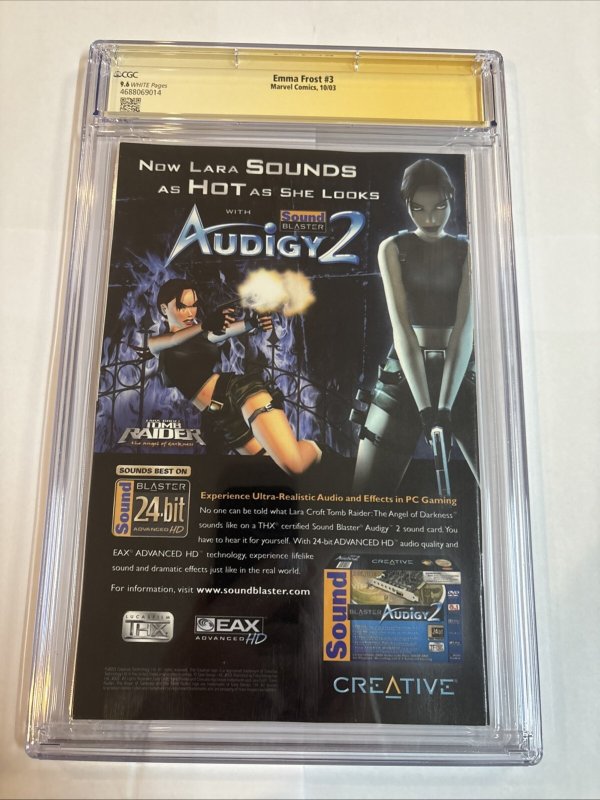 CGC
Emma Frost #3
9.6 WHITE Pages
Marvel Comics, 10/03
4688069014
NOW LARA SOUNDS
AS HOT AS SHE LOOKS
WITH
Sound
BLASTER
AUDIGY 2
LARA CROFT
TOMB
RAIDER
The Angel of Darkness
SOUNDS BEST ON
Sound
BLASTER
24-bit
ADVANCED HD
Experience Ultra-Realistic Audio and Effects in PC Gaming
No one can be told what Lara Croft Tomb Raider: The Angel of Darkness™
sounds like on a THX® certified Sound Blaster® Audigy® 2 sound card. You
have to hear it for yourself. With 24-bit ADVANCED HD™ audio quality and
EAX® ADVANCED HD™ technology, experience lifelike
sound and dramatic effects just like in the real world.
For information, visit www.soundblaster.com
LUCASFILM
THX
EAX
ADVANCED HD
CREATIVE
Sound
BLASTER
AUDIGY 2
CREATIVE